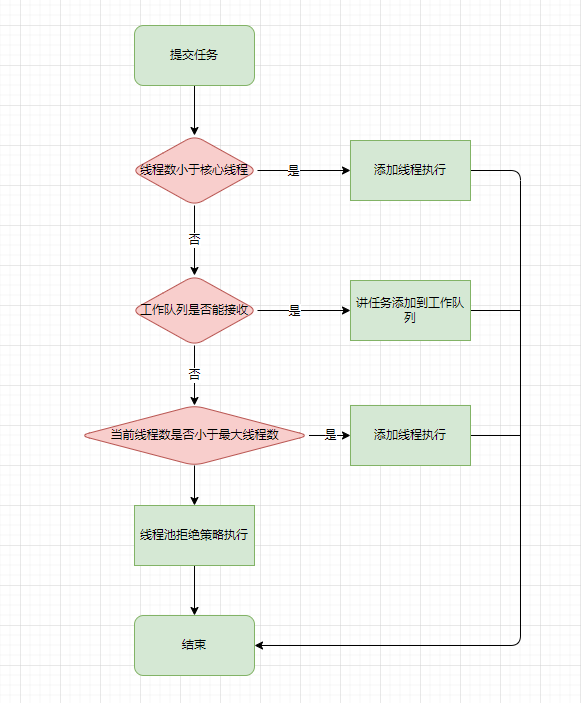 提交任务
线程数小于核心线程
是
添加线程执行
否
工作队列是否能接收
是
讲任务添加到工作队
列
否
当前线程数是否小于最大线程数
是
添加线程执行
线程池拒绝策略执行
结束